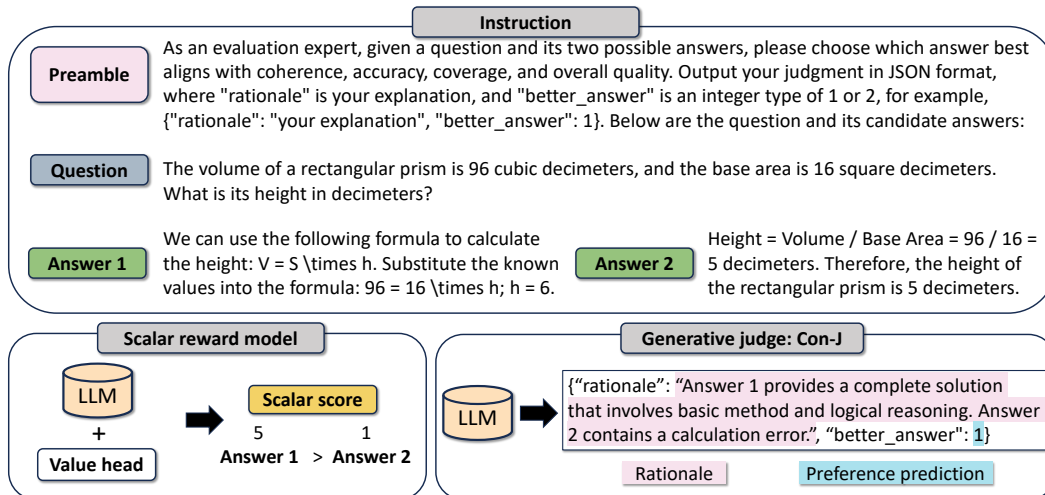 Instruction
Preamble
As an evaluation expert, given a question and its two possible answers, please choose which answer best
aligns with coherence, accuracy, coverage, and overall quality. Output your judgment in JSON format,
where "rationale" is your explanation, and "better_answer" is an integer type of 1 or 2, for example,
{"rationale": "your explanation", "better_answer": 1}. Below are the question and its candidate answers:
Question
The volume of a rectangular prism is 96 cubic decimeters, and the base area is 16 square decimeters.
What is its height in decimeters?
Answer 1
We can use the following formula to calculate
the height: V = S \times h. Substitute the known
values into the formula: 96 = 16 \times h; h = 6.
Answer 2
Height = Volume / Base Area = 96 / 16 =
5 decimeters. Therefore, the height of
the rectangular prism is 5 decimeters.
Scalar reward model
LLM
+
Value head
Scalar score
5 1
Answer 1 > Answer 2
Generative judge: Con-J
LLM
{“rationale”: “Answer 1 provides a complete solution
that involves basic method and logical reasoning. Answer
2 contains a calculation error.”, “better_answer": 1}
Rationale
Preference prediction